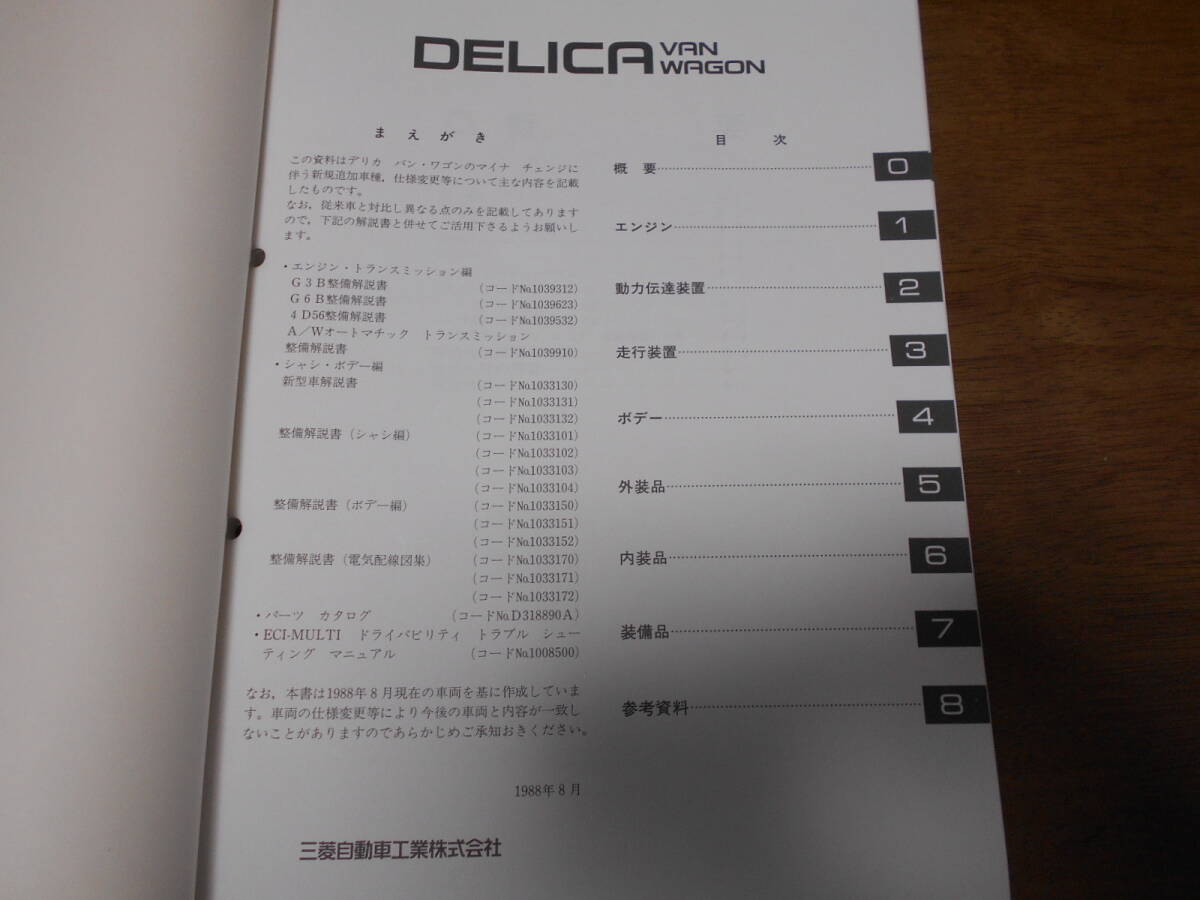 DELICA VAN WAGON
まえがき
この資料はデリカ バン・ワゴンのマイナ チェンジに
伴う新規追加車種，仕様変更等について主な内容を記載
したものです。
なお，従来車と対比し異なる点のみを記載してあります
ので，下記の解説書と併せてご活用下さるようお願いし
ます。
・エンジン・トランスミッション編
G3B整備解説書 (コードNo.1039312)
G6B整備解説書 (コードNo.1039623)
4D56整備解説書 (コードNo.1039532)
A／Wオートマチック トランスミッション
整備解説書 (コードNo.1039910)
・シャシ・ボデー編
新型車解説書 (コードNo.1033130)
(コードNo.1033131)
(コードNo.1033132)
整備解説書（シャシ編） (コードNo.1033101)
(コードNo.1033102)
(コードNo.1033103)
(コードNo.1033104)
整備解説書（ボデー編） (コードNo.1033150)
(コードNo.1033151)
(コードNo.1033152)
整備解説書（電気配線図集） (コードNo.1033170)
(コードNo.1033171)
(コードNo.1033172)
・パーツ カタログ (コードNo.D318890A)
・ECI-MULTI ドライバビリティ トラブル シュー
ティング マニュアル (コードNo.1008500)
なお，本書は1988年8月現在の車両を基に作成していま
す。車両の仕様変更等により今後の車両と内容が一致し
ないことがありますのであらかじめご承知おきください。
1988年8月
三菱自動車工業株式会社
目次
概要 0
エンジン 1
動力伝達装置 2
走行装置 3
ボデー 4
外装品 5
内装品 6
装備品 7
参考資料 8